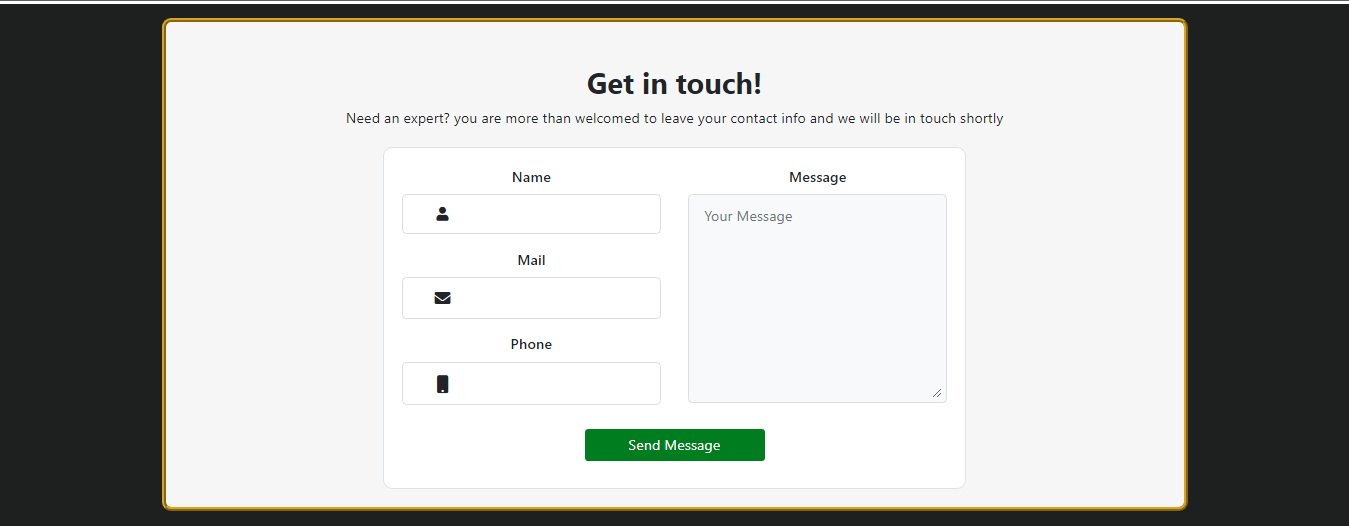 Get in touch!
Need an expert? you are more than welcomed to leave your contact info and we will be in touch shortly
Name
Mail
Phone
Message
Your Message
Send Message